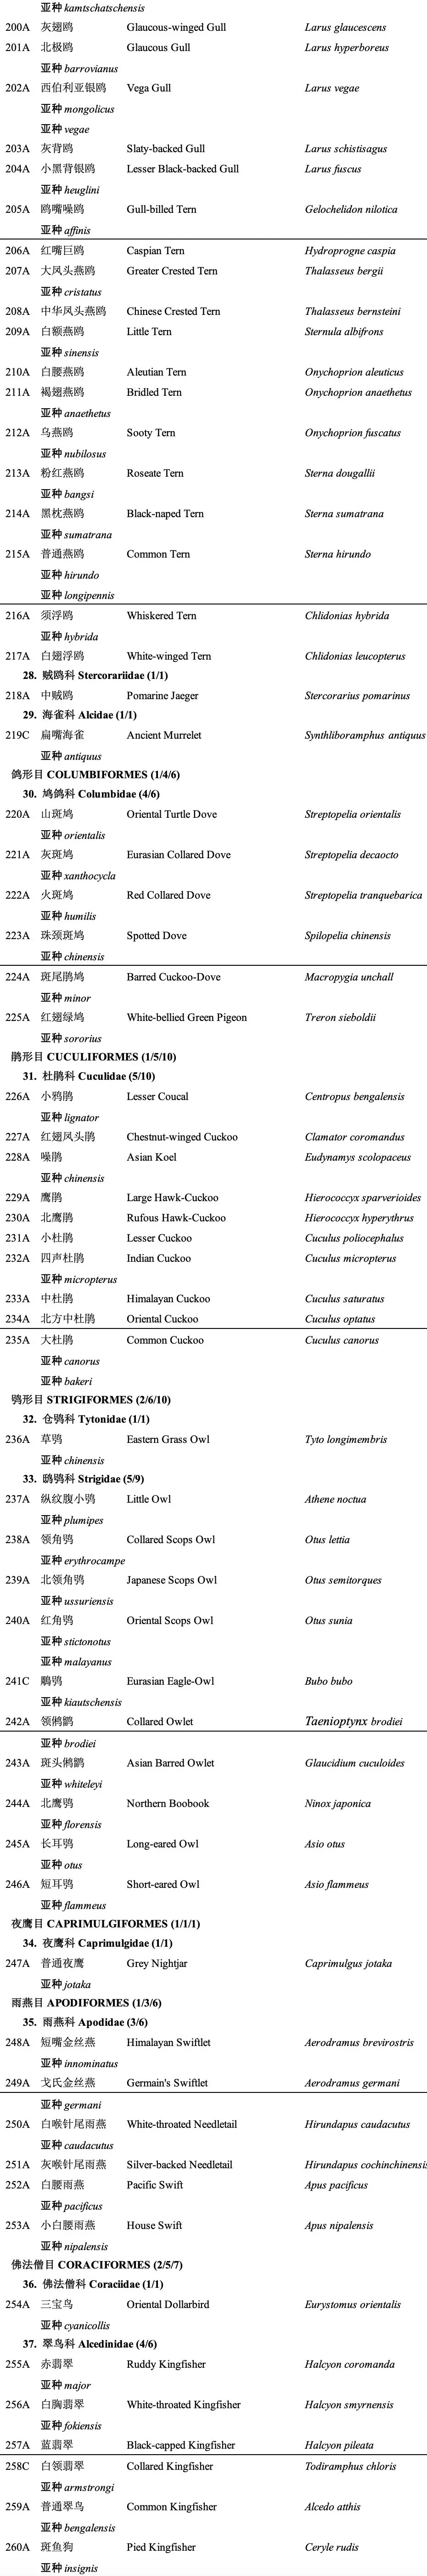 亚种 kamtschatschensis
200A 灰翅鸥 Glaucous-winged Gull Larus glaucescens
201A 北极鸥 Glaucous Gull Larus hyperboreus
亚种 barrovianus
202A 西伯利亚银鸥 Vega Gull Larus vegae
亚种 mongolicus
亚种 vegae
203A 灰背鸥 Slaty-backed Gull Larus schistisagus
204A 小黑背银鸥 Lesser Black-backed Gull Larus fuscus
亚种 heuglini
205A 鸥嘴噪鸥 Gull-billed Tern Gelochelidon nilotica
亚种 affinis
206A 红嘴巨鸥 Caspian Tern Hydroprogne caspia
207A 大凤头燕鸥 Greater Crested Tern Thalasseus bergii
亚种 cristatus
208A 中华凤头燕鸥 Chinese Crested Tern Thalasseus bernsteini
209A 白额燕鸥 Little Tern Sternula albifrons
亚种 sinensis
210A 白腰燕鸥 Aleutian Tern Onychoprion aleuticus
211A 褐翅燕鸥 Bridled Tern Onychoprion anaethetus
亚种 anaethetus
212A 乌燕鸥 Sooty Tern Onychoprion fuscatus
亚种 nubilosus
213A 粉红燕鸥 Roseate Tern Sterna dougallii
亚种 bangsi
214A 黑枕燕鸥 Black-naped Tern Sterna sumatrana
亚种 sumatrana
215A 普通燕鸥 Common Tern Sterna hirundo
亚种 hirundo
亚种 longipennis
216A 须浮鸥 Whiskered Tern Chlidonias hybrida
亚种 hybrida
217A 白翅浮鸥 White-winged Tern Chlidonias leucopterus
28. 贼鸥科 Stercorariidae (1/1)
218A 中贼鸥 Pomarine Jaeger Stercorarius pomarinus
29. 海雀科 Alcidae (1/1)
219C 扁嘴海雀 Ancient Murrelet Synthliboramphus antiquus
亚种 antiquus
鸽形目 COLUMBIFORMES (1/4/6)
30. 鸠鸽科 Columbidae (4/6)
220A 山斑鸠 Oriental Turtle Dove Streptopelia orientalis
亚种 orientalis
221A 灰斑鸠 Eurasian Collared Dove Streptopelia decaocto
亚种 xanthocycla
222A 火斑鸠 Red Collared Dove Streptopelia tranquebarica
亚种 humilis
223A 珠颈斑鸠 Spotted Dove Spilopelia chinensis
亚种 chinensis
224A 斑尾鹃鸠 Barred Cuckoo-Dove Macropygia unchall
亚种 minor
225A 红翅绿鸠 White-bellied Green Pigeon Treron sieboldii
亚种 sororius
鹃形目 CUCULIFORMES (1/5/10)
31. 杜鹃科 Cuculidae (5/10)
226A 小鸦鹃 Lesser Coucal Centropus bengalensis
亚种 lignator
227A 红翅凤头鹃 Chestnut-winged Cuckoo Clamator coromandus
228A 噪鹃 Asian Koel Eudynamys scolopaceus
亚种 chinensis
229A 鹰鹃 Large Hawk-Cuckoo Hierococcyx sparverioides
230A 北鹰鹃 Rufous Hawk-Cuckoo Hierococcyx hyperythrus
231A 小杜鹃 Lesser Cuckoo Cuculus poliocephalus
232A 四声杜鹃 Indian Cuckoo Cuculus micropterus
亚种 micropterus
233A 中杜鹃 Himalayan Cuckoo Cuculus saturatus
234A 北方中杜鹃 Oriental Cuckoo Cuculus optatus
235A 大杜鹃 Common Cuckoo Cuculus canorus
亚种 canorus
亚种 bakeri
鸮形目 STRIGIFORMES (2/6/10)
32. 仓鸮科 Tytonidae (1/1)
236A 草鸮 Eastern Grass Owl Tyto longimembris
亚种 chinensis
33. 鸱鸮科 Strigidae (5/9)
237A 纵纹腹小鸮 Little Owl Athene noctua
亚种 plumipes
238A 领角鸮 Collared Scops Owl Otus lettia
亚种 erythrocampe
239A 北领角鸮 Japanese Scops Owl Otus semitorques
亚种 ussuriensis
240A 红角鸮 Oriental Scops Owl Otus sunia
亚种 stictonotus
亚种 malayanus
241C 鵰鸮 Eurasian Eagle-Owl Bubo bubo
亚种 kiautschensis
242A 领鸺鹠 Collared Owlet Taenioptynx brodiei
亚种 brodiei
243A 斑头鸺鹠 Asian Barred Owlet Glaucidium cuculoides
亚种 whiteleyi
244A 北鹰鸮 Northern Boobook Ninox japonica
亚种 florensis
245A 长耳鸮 Long-eared Owl Asio otus
亚种 otus
246A 短耳鸮 Short-eared Owl Asio flammeus
亚种 flammeus
夜鹰目 CAPRIMULGIFORMES (1/1/1)
34. 夜鹰科 Caprimulgidae (1/1)
247A 普通夜鹰 Grey Nightjar Caprimulgus jotaka
亚种 jotaka
雨燕目 APODIFORMES (1/3/6)
35. 雨燕科 Apodidae (3/6)
248A 短嘴金丝燕 Himalayan Swiftlet Aerodramus brevirostris
亚种 innominatus
249A 戈氏金丝燕 Germain's Swiftlet Aerodramus germani
亚种 germani
250A 白喉针尾雨燕 White-throated Needletail Hirundapus caudacutus
亚种 caudacutus
251A 灰喉针尾雨燕 Silver-backed Needletail Hirundapus cochinchinensis
252A 白腰雨燕 Pacific Swift Apus pacificus
亚种 pacificus
253A 小白腰雨燕 House Swift Apus nipalensis
亚种 nipalensis
佛法僧目 CORACIFORMES (2/5/7)
36. 佛法僧科 Coraciidae (1/1)
254A 三宝鸟 Oriental Dollarbird Eurystomus orientalis
亚种 cyanicollis
37. 翠鸟科 Alcedinidae (4/6)
255A 赤翡翠 Ruddy Kingfisher Halcyon coromanda
亚种 major
256A 白胸翡翠 White-throated Kingfisher Halcyon smyrnensis
亚种 fokiensis
257A 蓝翡翠 Black-capped Kingfisher Halcyon pileata
258C 白领翡翠 Collared Kingfisher Todiramphus chloris
亚种 armstrongi
259A 普通翠鸟 Common Kingfisher Alcedo atthis
亚种 bengalensis
260A 斑鱼狗 Pied Kingfisher Ceryle rudis
亚种 insignis